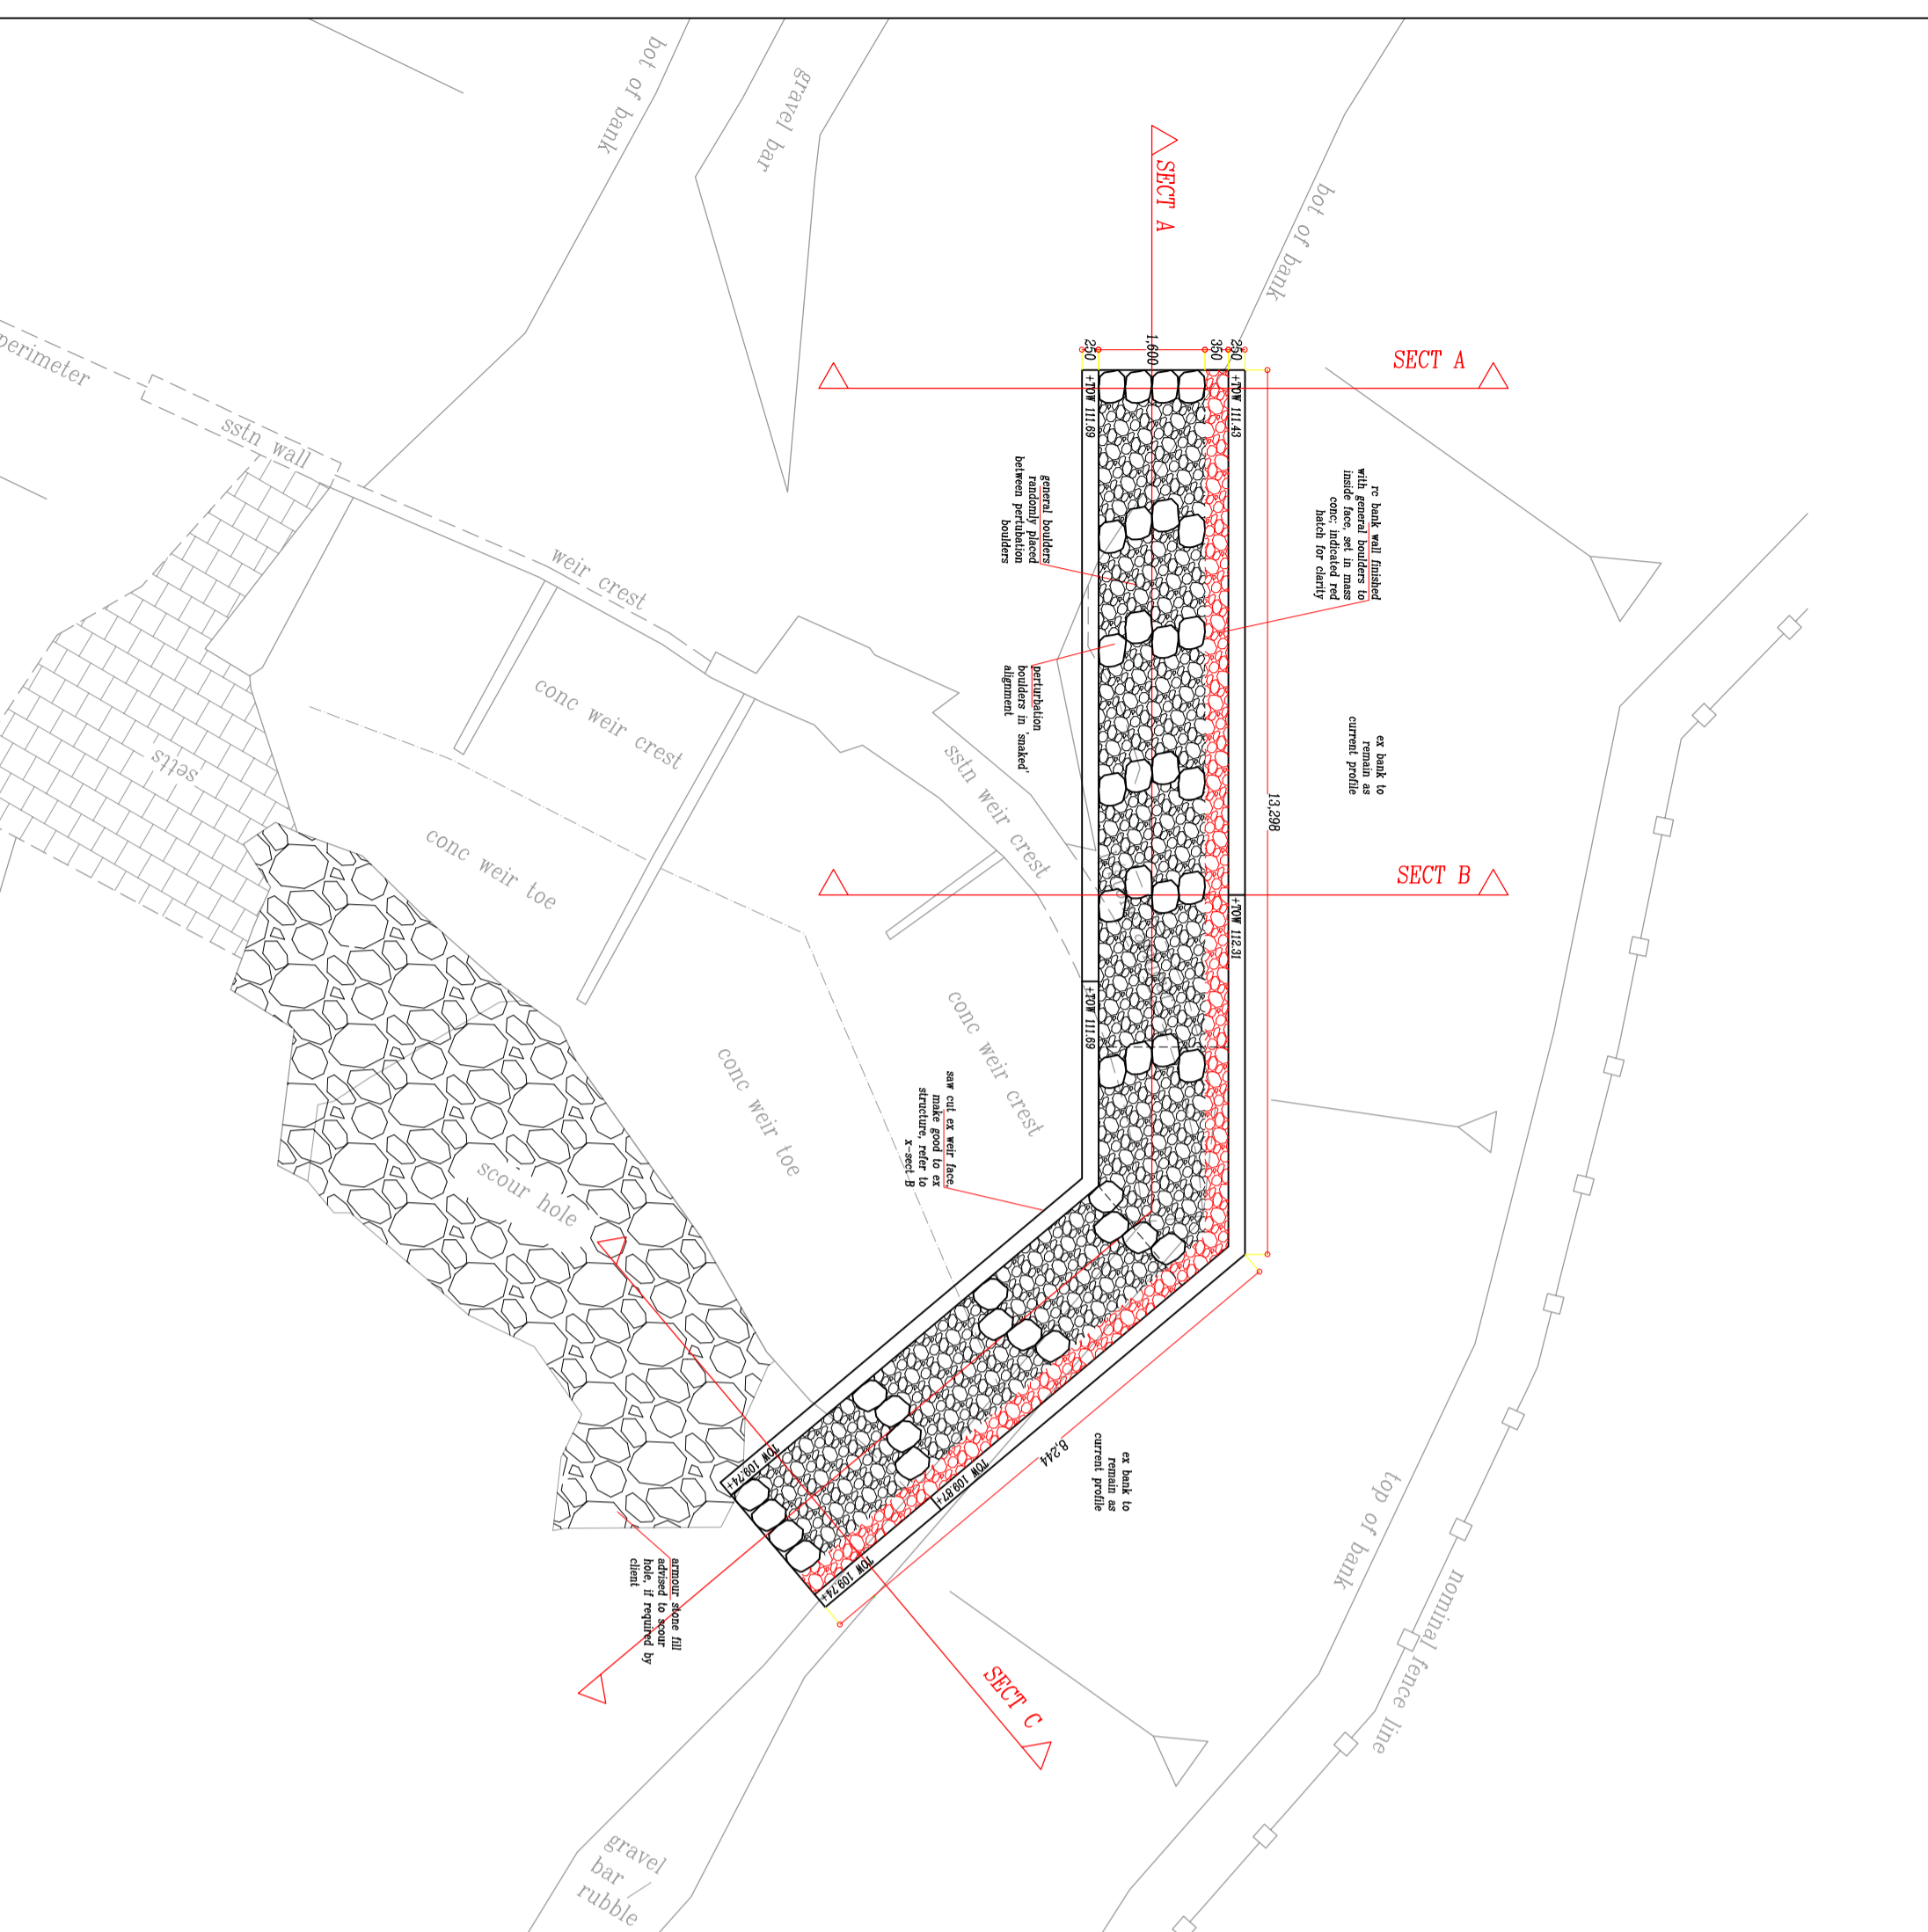 bot of bank
gravel bar
bot of bank
SECT A
SECT A
250
1,600
350
250
+TOW 111.69
+TOW 111.43
perimeter
sstn wall
weir crest
general boulders
randomly placed
between pertubation
boulders
rc bank wall finished
with general boulders to
inside face, set in mass
conc; indicated red
hatch for clarity
perturbation
boulders in 'snaked'
alignment
ex bank to
remain as
current profile
13,298
conc weir crest
setts
conc weir toe
sstn weir crest
SECT B
+TOW 112.31
+TOW 111.69
conc weir crest
conc weir toe
saw cut ex weir face,
make good to ex
structure, refer to
x-sect B
scour hole
8,244
ex bank to
remain as
current profile
TOW 109.74+
TOW 109.87+
TOW 109.74+
top of bank
nominal fence line
armour stone fill
advised to scour
hole, if required by
client
SECT C
gravel
bar
rubble